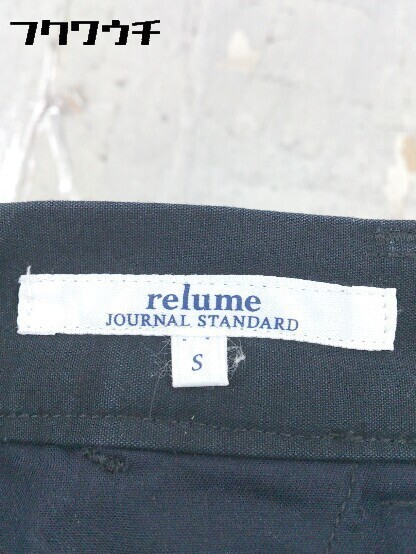 フクワウチ
relume
JOURNAL STANDARD
S